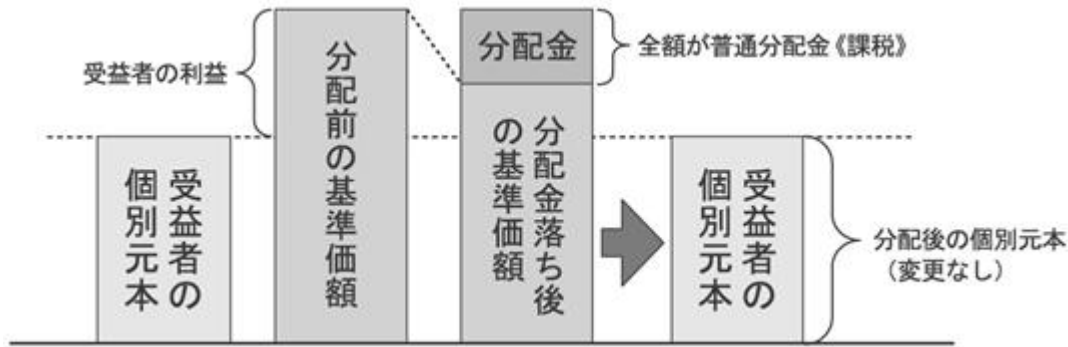 受益者の利益
受益者の
個別元本
分配前の基準価額
分配金
全額が普通分配金《課税》
分配金落ち後
の基準価額
受益者の
個別元本
分配後の個別元本
(変更なし)